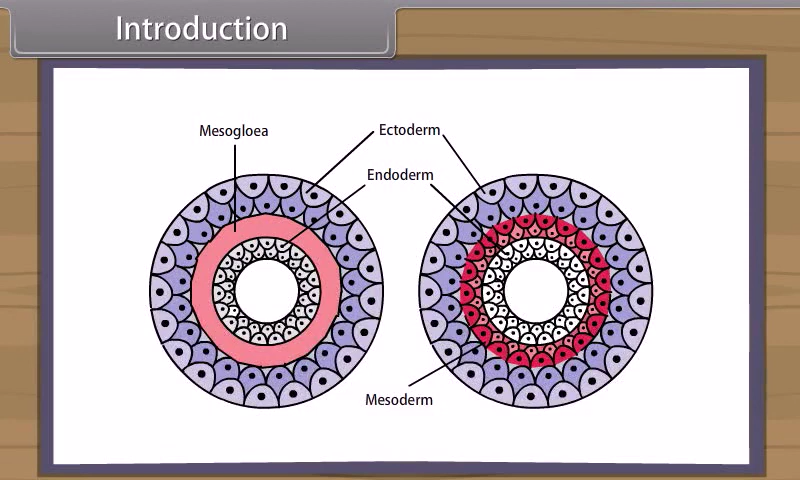 Introduction
Mesogloea
Ectoderm
Endoderm
Mesoderm